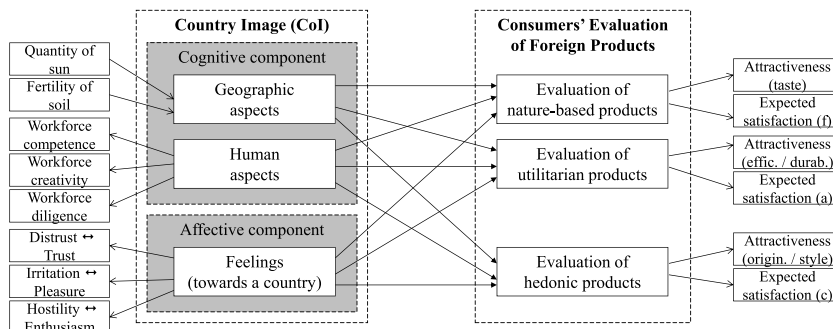 Country Image (CoI)
Consumers’ Evaluation
of Foreign Products
Quantity of
sun
Fertility of
soil
Workforce
competence
Workforce
creativity
Workforce
diligence
Distrust ↔
Trust
Irritation ↔
Pleasure
Hostility ↔
Enthusiasm
Cognitive component
Geographic
aspects
Human
aspects
Affective component
Feelings
(towards a country)
Evaluation of
nature-based products
Evaluation of
utilitarian products
Evaluation of
hedonic products
Attractiveness
(taste)
Expected
satisfaction (f)
Attractiveness
(effic. / durab.)
Expected
satisfaction (a)
Attractiveness
(origin. / style)
Expected
satisfaction (c)